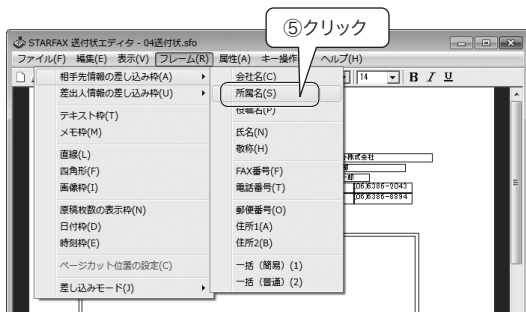 ⑤クリック
STARFAX 送付状エディタ - 04送付状.sfo
ファイル(F) 編集(E) 表示(V) フレーム(R) 属性(A) キー操作 ヘルプ(H)
相手先情報の差し込み枠(A)
差出人情報の差し込み枠(U)
テキスト枠(T)
メモ枠(M)
直線(L)
四角形(F)
画像枠(I)
原稿枚数の表示枠(N)
日付枠(D)
時刻枠(E)
ページカット位置の設定(C)
差し込みモード(J)
会社名(C)
所属名(S)
役職名(P)
氏名(N)
敬称(H)
FAX番号(F)
電話番号(T)
郵便番号(O)
住所1(A)
住所2(B)
一括（簡易）(1)
一括（普通）(2)
14 B I U
株式会社
(06)6386-2043
(06)6386-8894